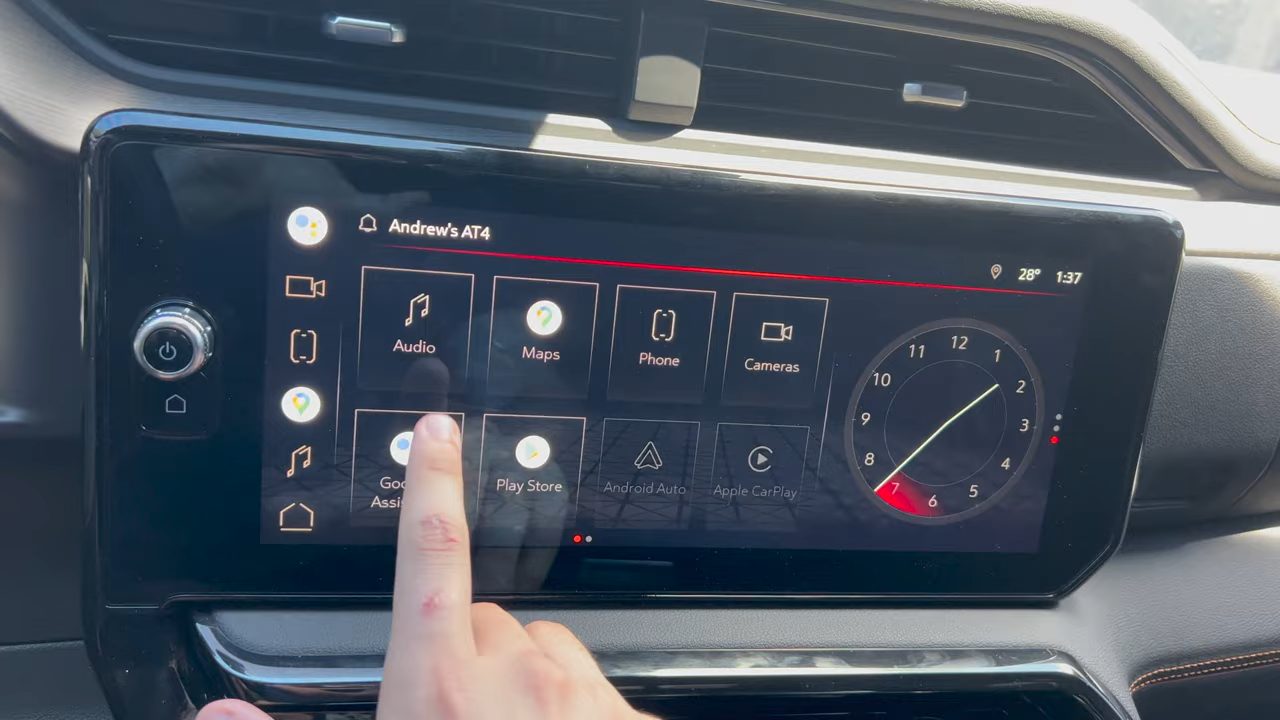 Andrew's AT4
28° 1:37
Audio
Maps
Phone
Cameras
Play Store
Android Auto
Apple CarPlay
12
1
2
3
4
5
6
7
8
9
10
11